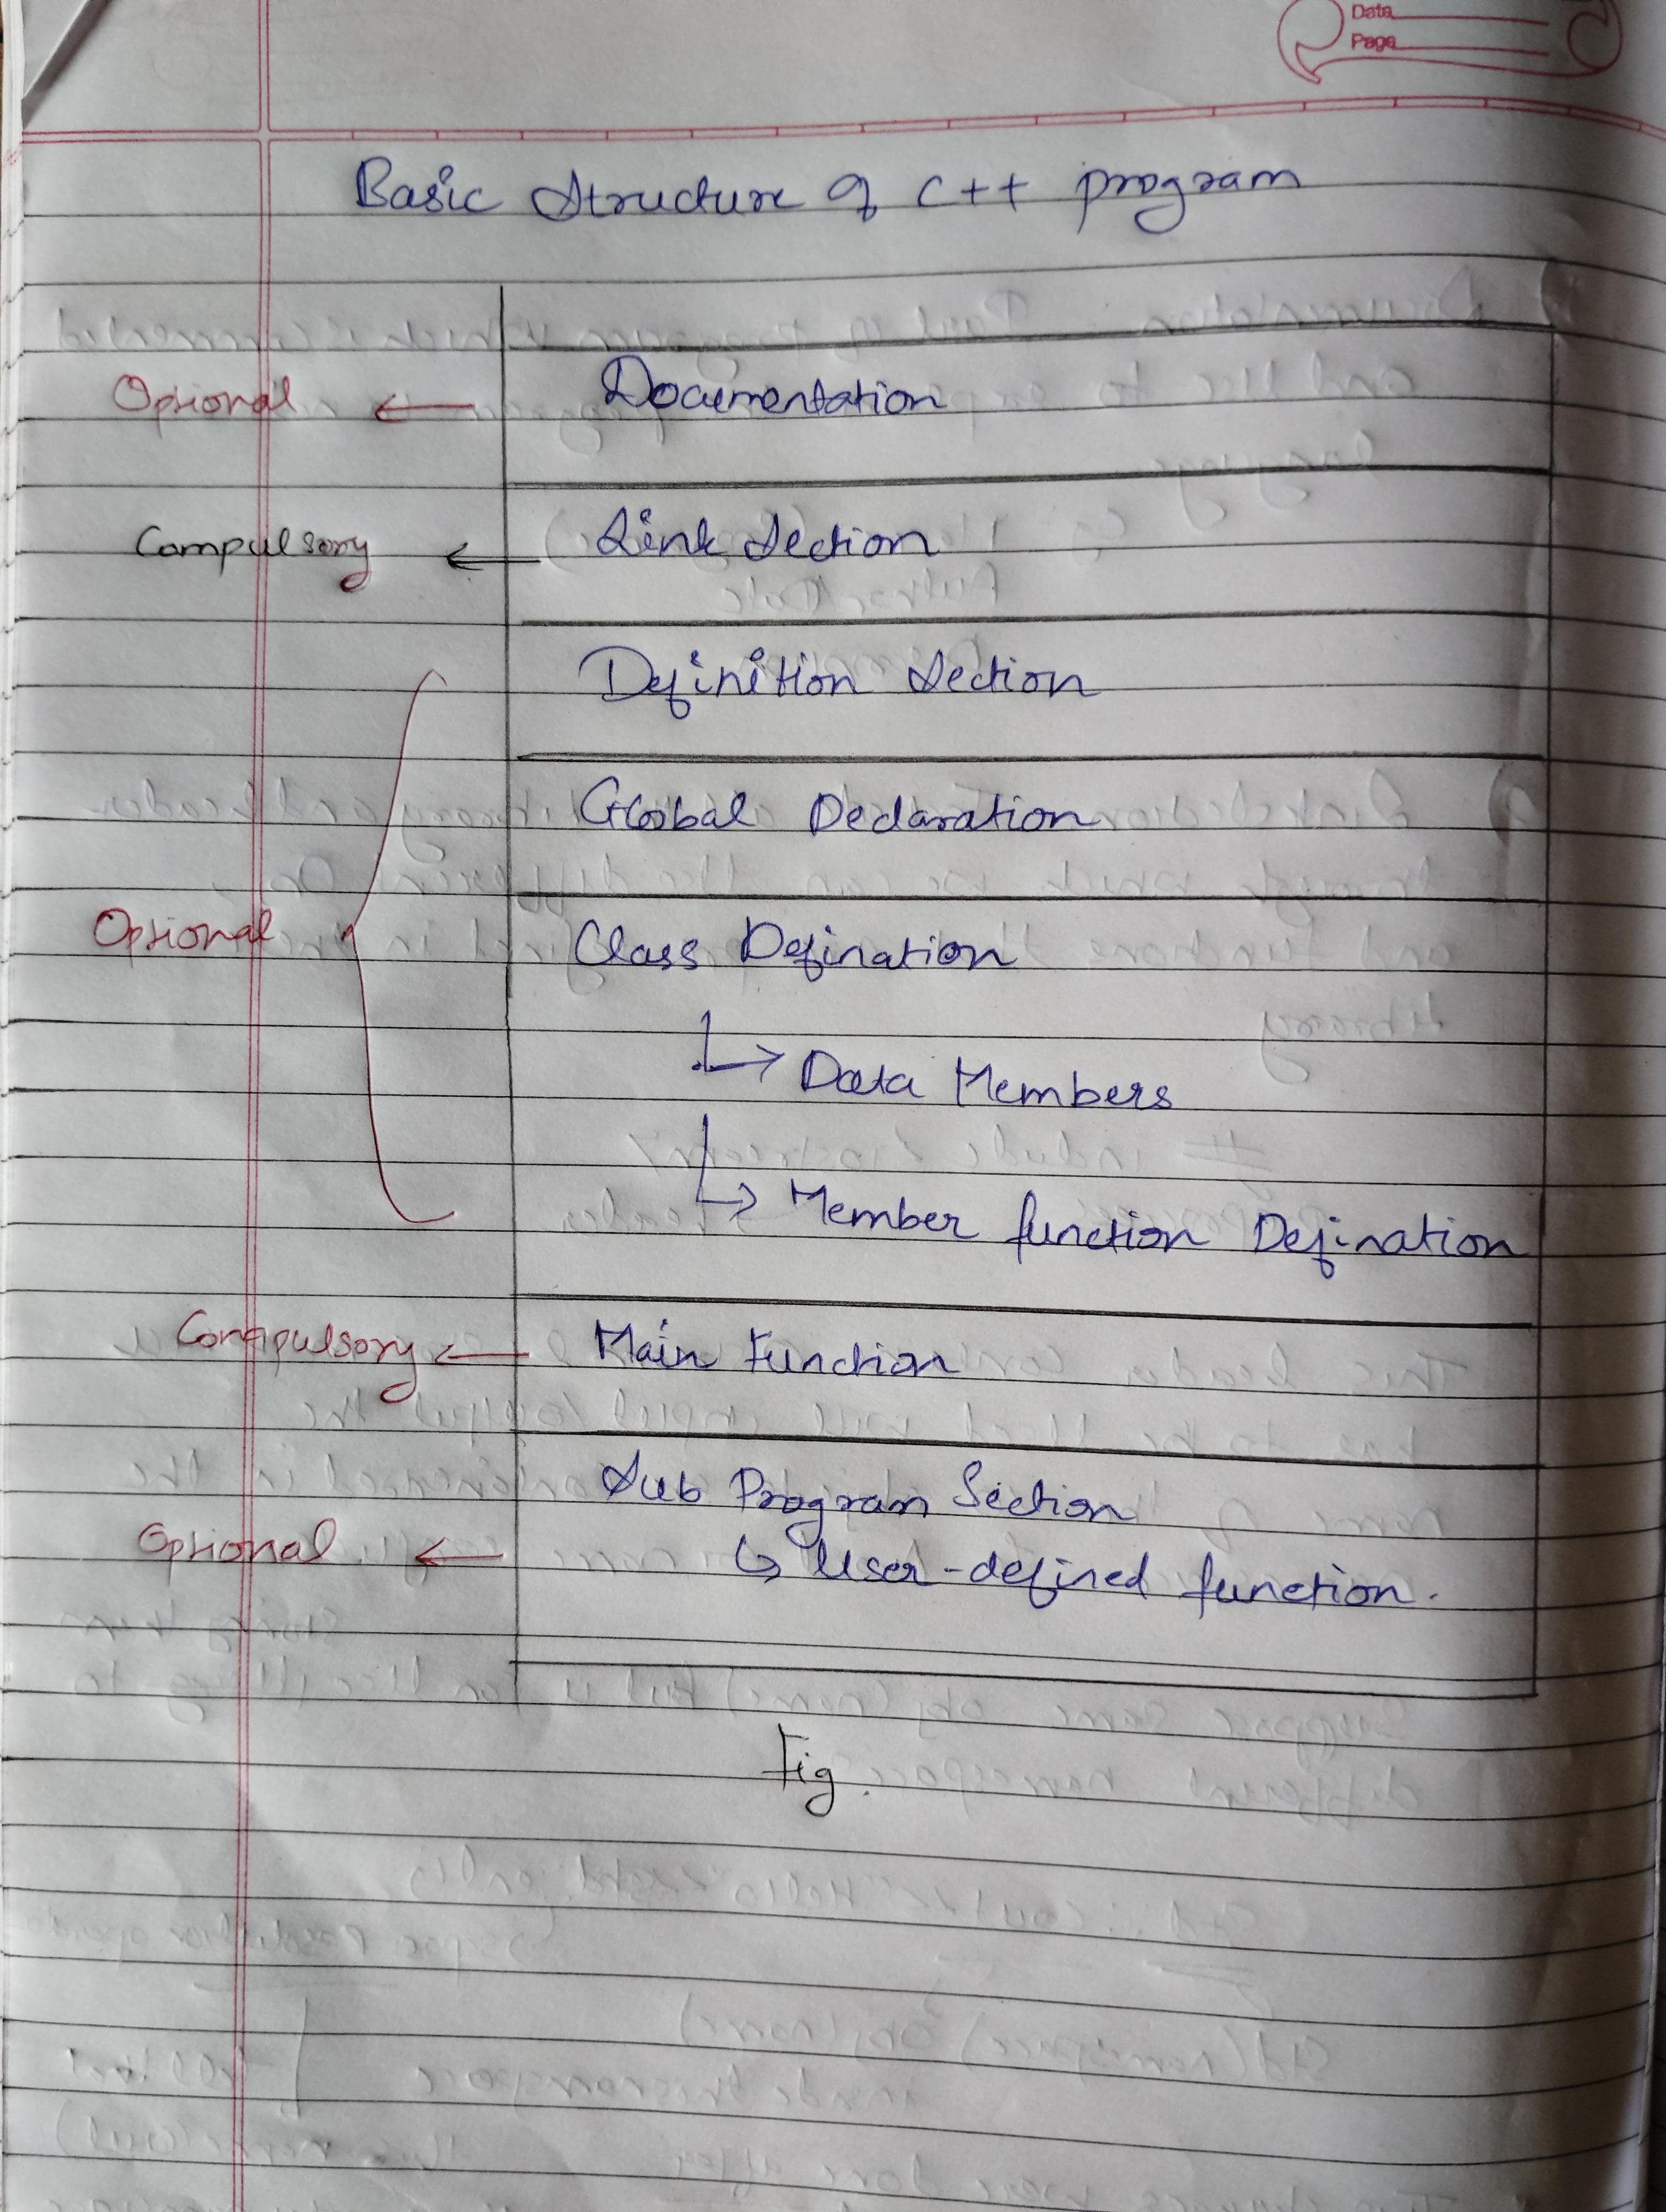 Data
Page
Basic Structure of C++ program
Optional ← Documentation
Compulsory ← Link Section
Definition Section
Global Declaration
Optional Class Defination
↳ Data Members
↳ Member function Defination
Compulsory ← Main Function
Sub Program Section
Optional ← ↳ User-defined function.
Fig.